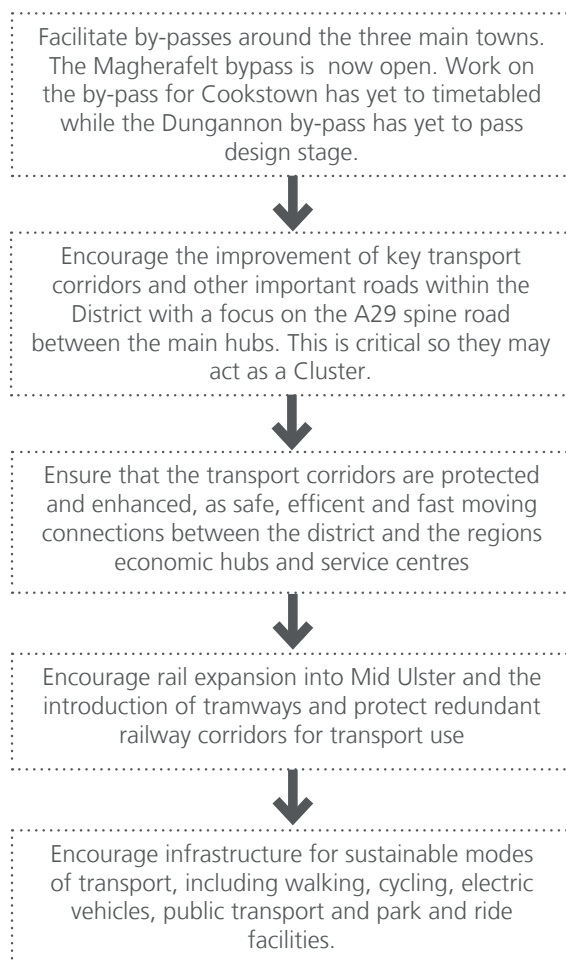 Facilitate by-passes around the three main towns.
The Magherafelt bypass is now open. Work on
the by-pass for Cookstown has yet to timetabled
while the Dungannon by-pass has yet to pass
design stage.
Encourage the improvement of key transport
corridors and other important roads within the
District with a focus on the A29 spine road
between the main hubs. This is critical so they may
act as a Cluster.
Ensure that the transport corridors are protected
and enhanced, as safe, efficent and fast moving
connections between the district and the regions
economic hubs and service centres
Encourage rail expansion into Mid Ulster and the
introduction of tramways and protect redundant
railway corridors for transport use
Encourage infrastructure for sustainable modes
of transport, including walking, cycling, electric
vehicles, public transport and park and ride
facilities.